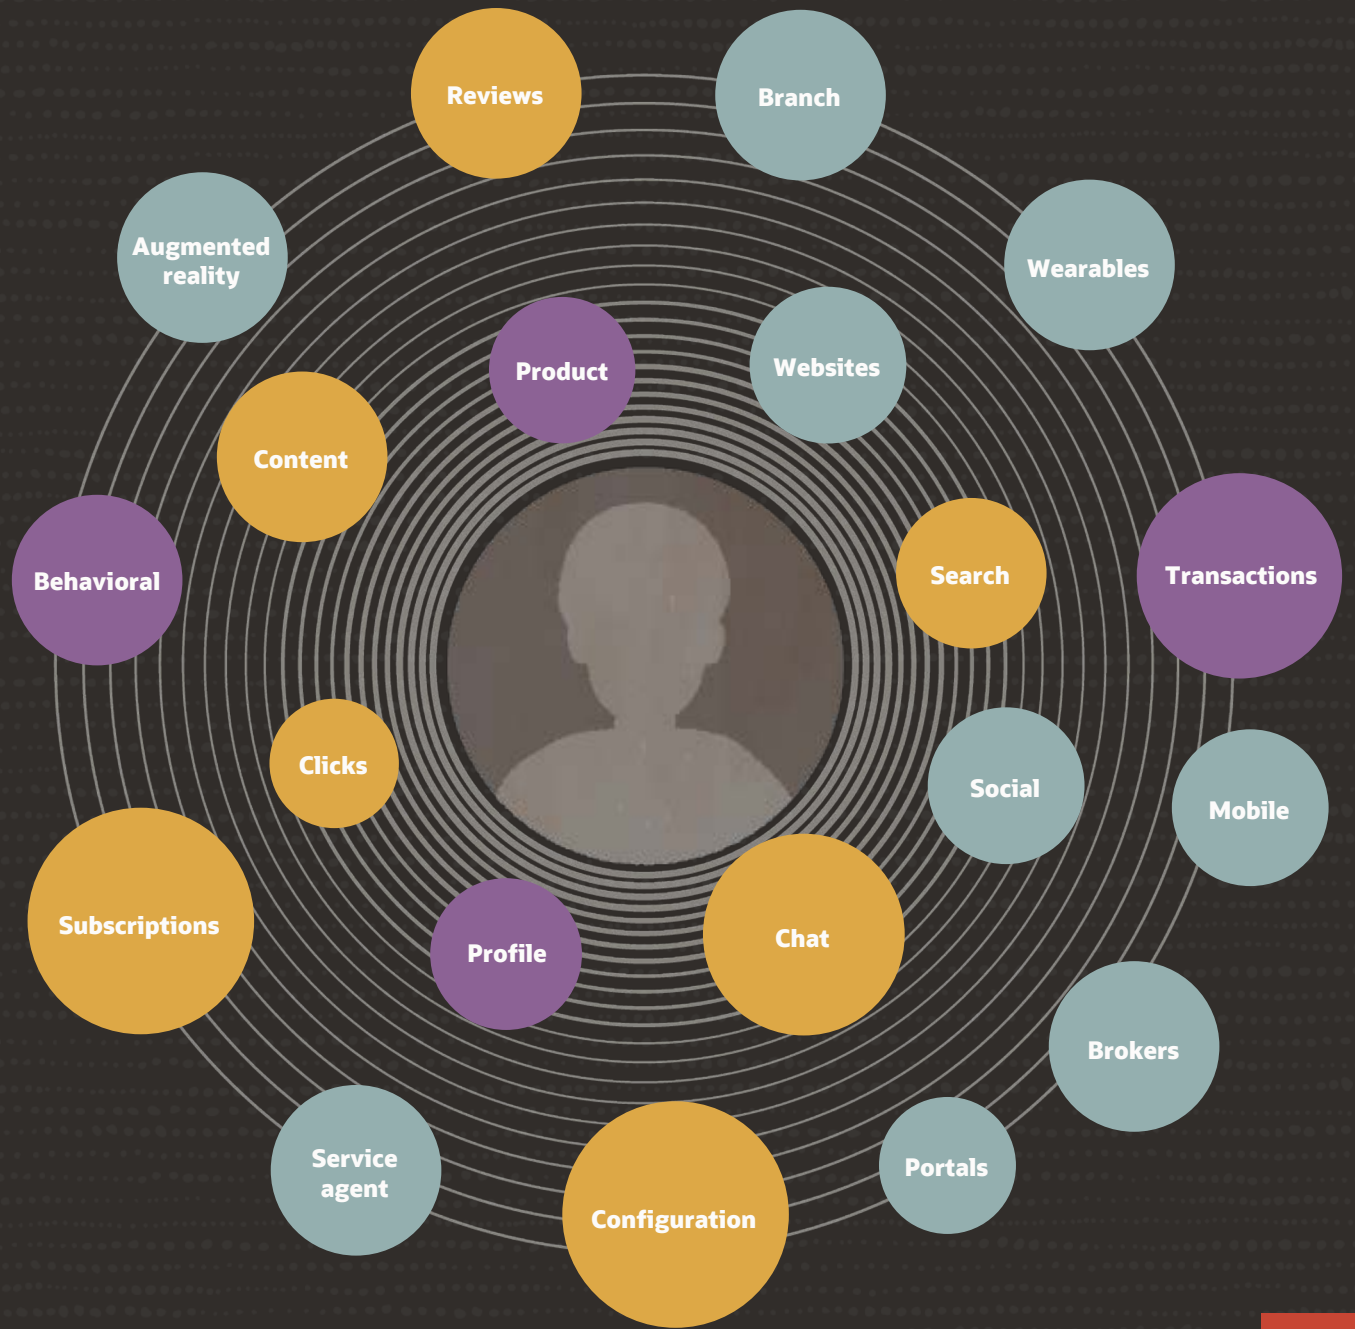 Reviews
Branch
Augmented
reality
Wearables
Product
Websites
Content
Search
Behavioral
Transactions
Clicks
Social
Mobile
Subscriptions
Profile
Chat
Brokers
Service
agent
Portals
Configuration